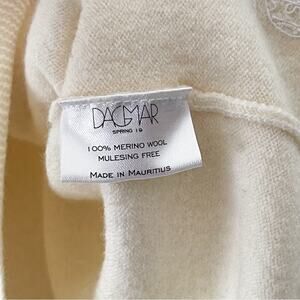 DAGMAR
SPRING 19
100% MERINO WOOL
MULESING FREE
MADE IN MAURITIUS